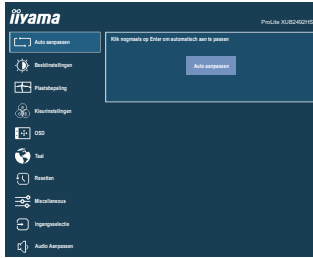 iiyama
ProLite XUB2492HS
Auto aanpassen
Klik nogmaals op Enter om automatisch aan te passen
Auto aanpassen
Beeldinstellingen
Plaatsbepaling
Kleurinstellingen
OSD
Taal
Resetten
Miscellaneous
Ingangsselectie
Audio Aanpassen